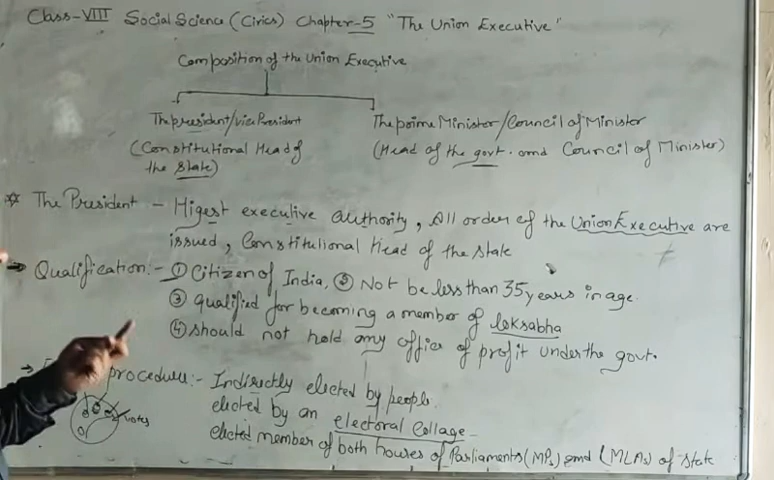 Class-VIII Social Science (Civics) Chapter-5 "The Union Executive"
Composition of the Union Executive
The president/vice President
(Constitutional Head of
the State)
The prime Minister/Council of Minister
(Head of the govt. and Council of Minister)
The President - Higest executive authority, All order of the Union Executive are
issued, Constitutional Head of the state
→ Qualification:- ① Citizen of India, ② Not be less than 35 years in age.
③ qualified for becoming a member of loksabha
④ should not hold any office of profit under the govt.
→ procedure:- Indirectly elected by people.
elected by an electoral Collage
elected member of both houses of Parliaments (MPs) and (MLAs) of state
votes